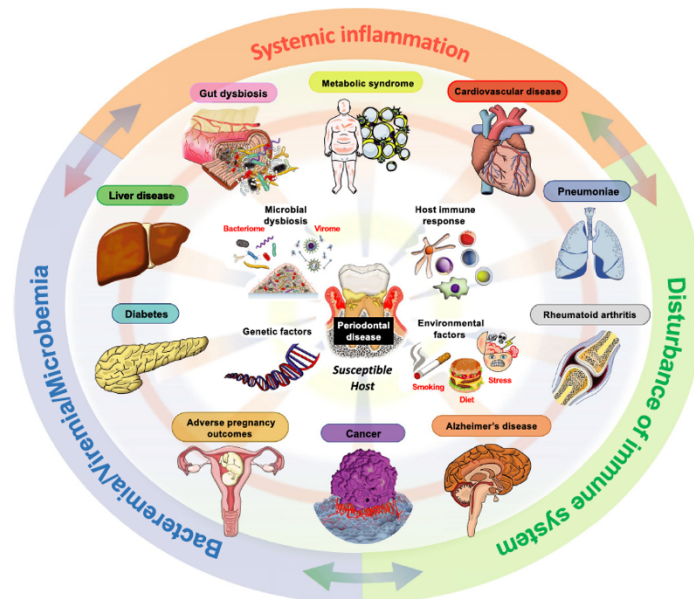 Systemic inflammation
Metabolic syndrome
Gut dysbiosis
Cardiovascular disease
Liver disease
Pneumoniae
Microbial
dysbiosis
Bacteriome
Virome
Host immune
response
Diabetes
Rheumatoid arthritis
Genetic factors
Periodontal
disease
Environmental
factors
Susceptible
Host
Smoking
Diet
Stress
Adverse pregnancy
outcomes
Cancer
Alzheimer's disease
Bacteremia/Viremia/Microbemia
Disturbance of immune system